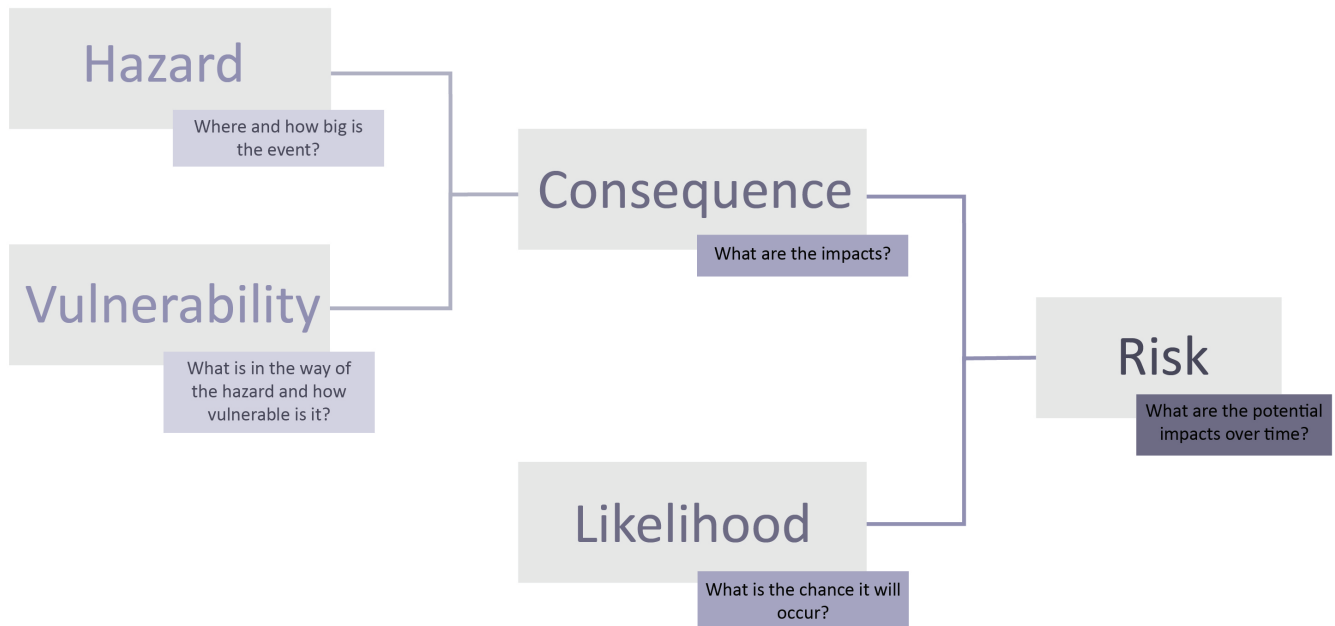 Hazard
Where and how big is
the event?
Vulnerability
What is in the way of
the hazard and how
vulnerable is it?
Consequence
What are the impacts?
Likelihood
What is the chance it will
occur?
Risk
What are the potential
impacts over time?